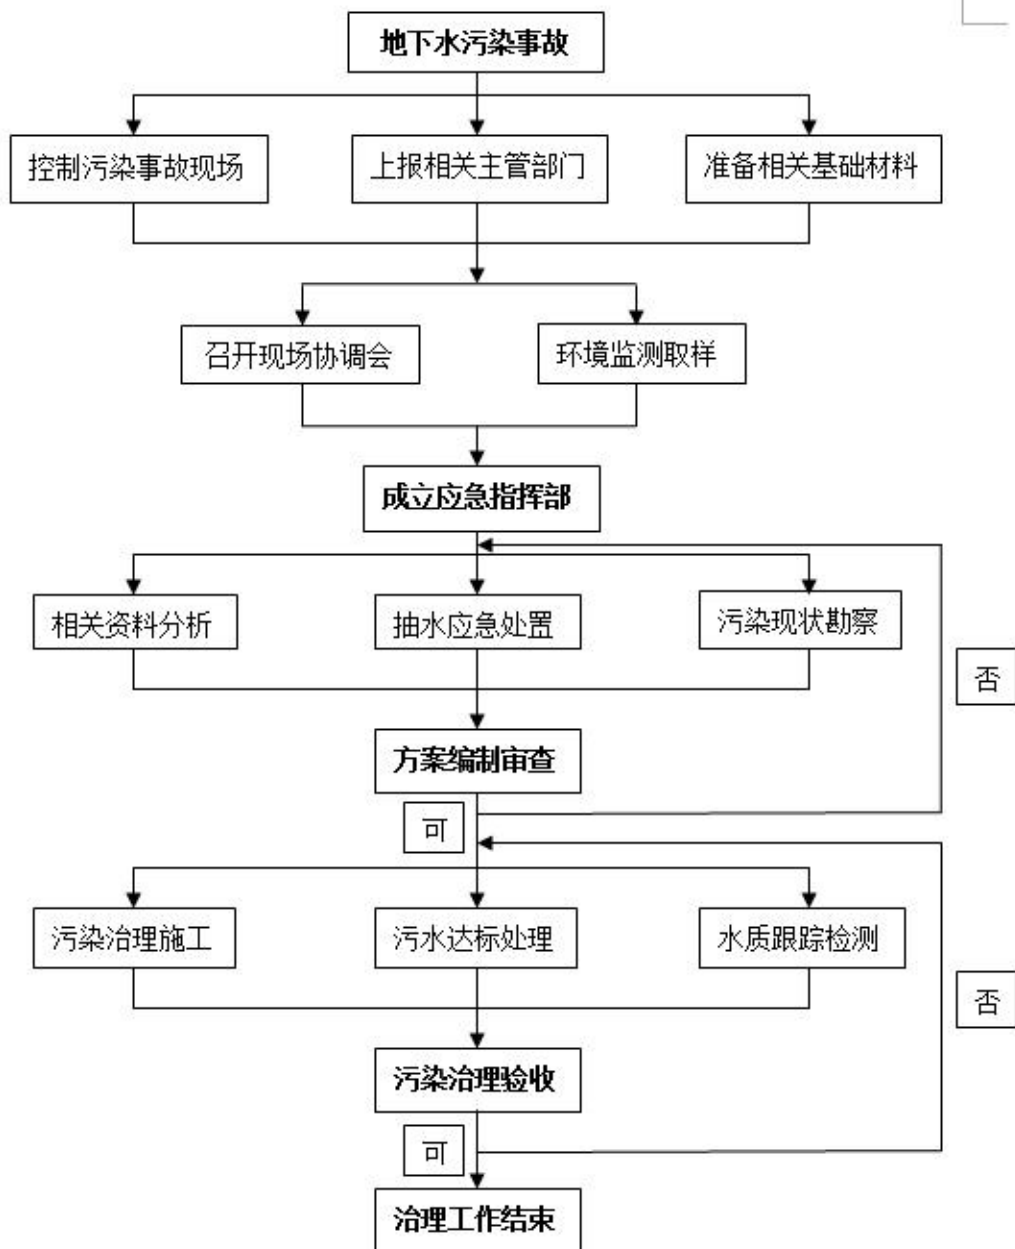 地下水污染事故
控制污染事故现场
上报相关主管部门
准备相关基础材料
召开现场协调会
环境监测取样
成立应急指挥部
相关资料分析
抽水应急处置
污染现状勘察
否
方案编制审查
可
污染治理施工
污水达标处理
水质跟踪检测
否
污染治理验收
可
治理工作结束